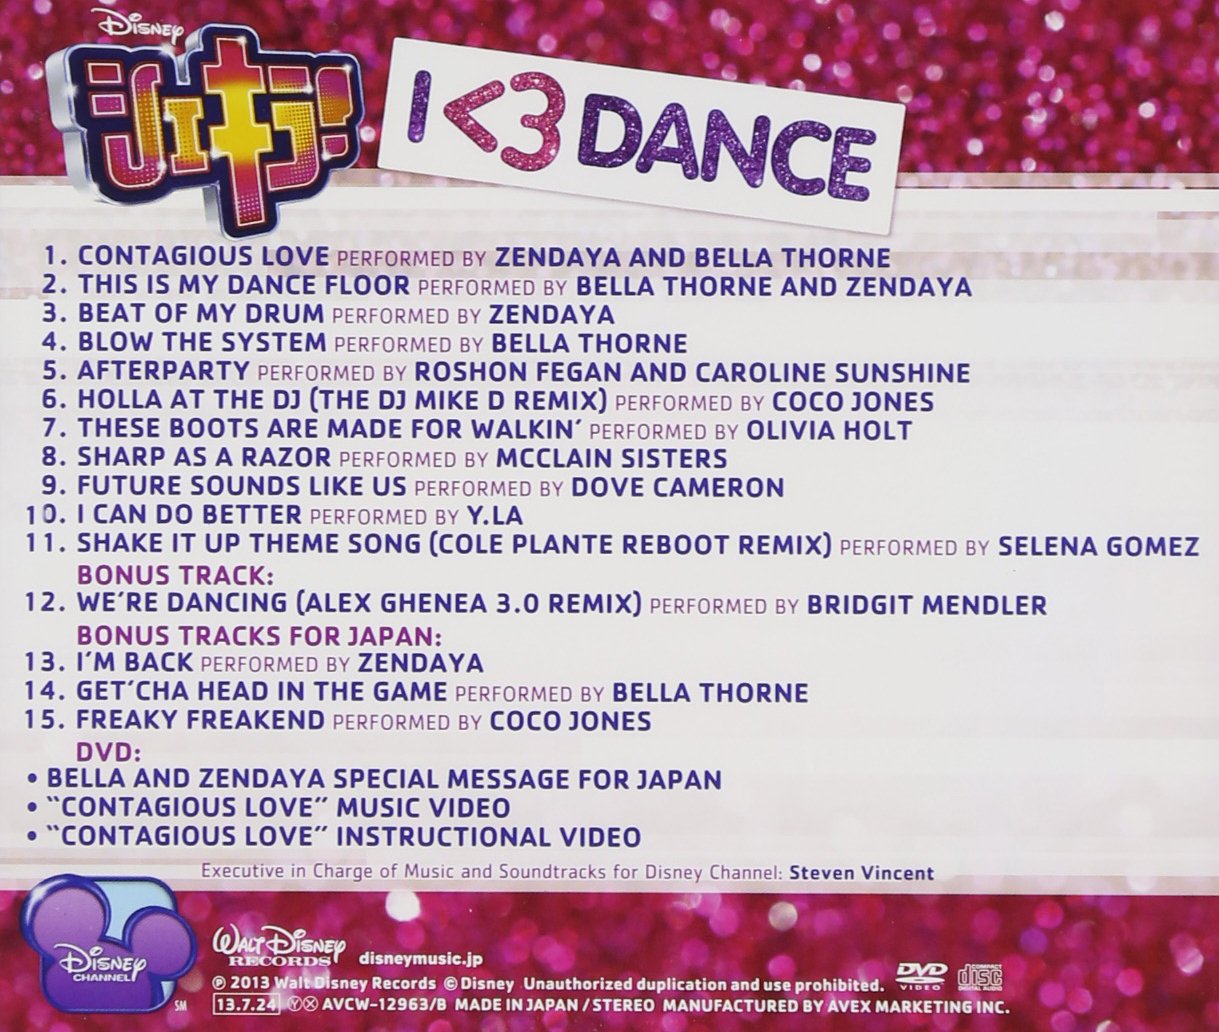 Disney
シェキラ!
I <3 DANCE
1. CONTAGIOUS LOVE PERFORMED BY ZENDAYA AND BELLA THORNE
2. THIS IS MY DANCE FLOOR PERFORMED BY BELLA THORNE AND ZENDAYA
3. BEAT OF MY DRUM PERFORMED BY ZENDAYA
4. BLOW THE SYSTEM PERFORMED BY BELLA THORNE
5. AFTERPARTY PERFORMED BY ROSHON FEGAN AND CAROLINE SUNSHINE
6. HOLLA AT THE DJ (THE DJ MIKE D REMIX) PERFORMED BY COCO JONES
7. THESE BOOTS ARE MADE FOR WALKIN' PERFORMED BY OLIVIA HOLT
8. SHARP AS A RAZOR PERFORMED BY MCCLAIN SISTERS
9. FUTURE SOUNDS LIKE US PERFORMED BY DOVE CAMERON
10. I CAN DO BETTER PERFORMED BY Y.LA
11. SHAKE IT UP THEME SONG (COLE PLANTE REBOOT REMIX) PERFORMED BY SELENA GOMEZ
BONUS TRACK:
12. WE'RE DANCING (ALEX GHENEA 3.0 REMIX) PERFORMED BY BRIDGIT MENDLER
BONUS TRACKS FOR JAPAN:
13. I'M BACK PERFORMED BY ZENDAYA
14. GET'CHA HEAD IN THE GAME PERFORMED BY BELLA THORNE
15. FREAKY FREAKEND PERFORMED BY COCO JONES
DVD:
• BELLA AND ZENDAYA SPECIAL MESSAGE FOR JAPAN
• "CONTAGIOUS LOVE" MUSIC VIDEO
• "CONTAGIOUS LOVE" INSTRUCTIONAL VIDEO
Executive in Charge of Music and Soundtracks for Disney Channel: Steven Vincent
Disney CHANNEL SM
Walt Disney RECORDS disneymusic.jp
℗ 2013 Walt Disney Records © Disney Unauthorized duplication and use prohibited.
DVD VIDEO COMPACT disc DIGITAL AUDIO
13.7.24 Ⓨ Ⓧ AVCW-12963/B MADE IN JAPAN / STEREO MANUFACTURED BY AVEX MARKETING INC.